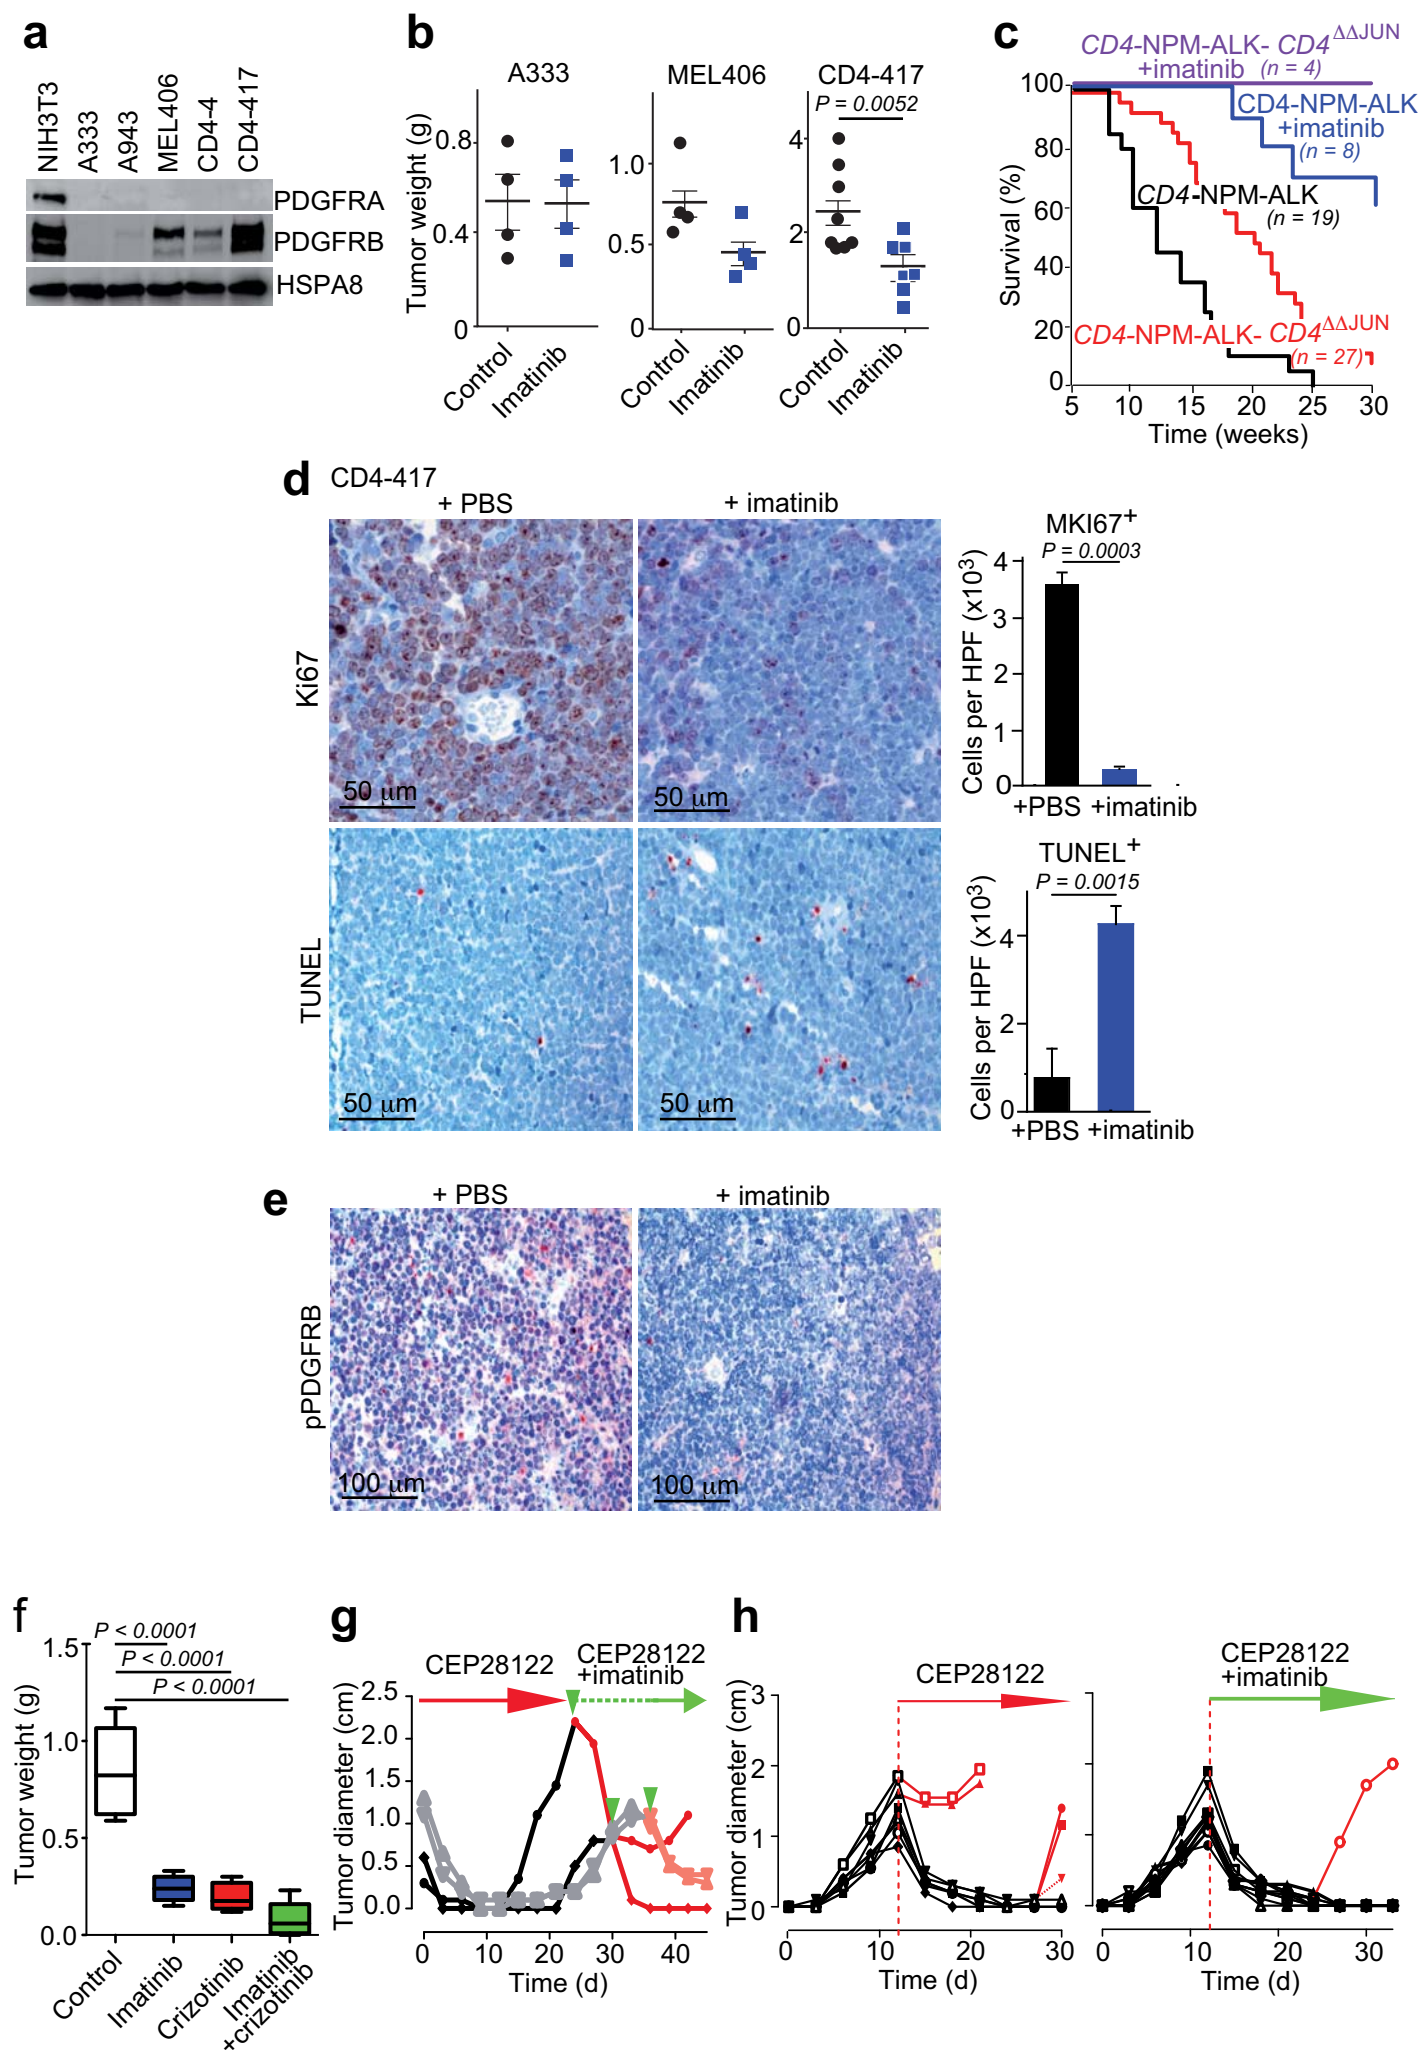 a
NIH3T3
A333
A943
MEL406
CD4-4
CD4-417
PDGFRA
PDGFRB
HSPA8
b
A333
MEL406
CD4-417
P = 0.0052
Tumor weight (g)
0.8
0.4
0
1.0
0.5
0
4
2
0
Control
Imatinib
Control
Imatinib
Control
Imatinib
c
CD4-NPM-ALK- CD4ΔΔJUN
+imatinib (n = 4)
CD4-NPM-ALK
+imatinib
(n = 8)
CD4-NPM-ALK
(n = 19)
CD4-NPM-ALK- CD4ΔΔJUN
(n = 27)
Survival (%)
100
80
60
40
20
0
5 10 15 20 25 30
Time (weeks)
d
CD4-417
+ PBS
+ imatinib
Ki67
50 µm
50 µm
MKI67+
P = 0.0003
Cells per HPF (x103)
4
3
2
1
0
+PBS +imatinib
TUNEL
50 µm
50 µm
TUNEL+
P = 0.0015
Cells per HPF (x103)
4
2
0
+PBS +imatinib
e
+ PBS
+ imatinib
pPDGFRB
100 µm
100 µm
f
P < 0.0001
P < 0.0001
P < 0.0001
Tumor weight (g)
1.5
1.0
0.5
0.0
Control
Imatinib
Crizotinib
Imatinib
+crizotinib
g
CEP28122
CEP28122
+imatinib
Tumor diameter (cm)
2.5
2.0
1.5
1.0
0.5
0.0
0 10 20 30 40
Time (d)
h
CEP28122
CEP28122
+imatinib
Tumor diameter (cm)
3
2
1
0
0 10 20 30
Time (d)
0 10 20 30
Time (d)